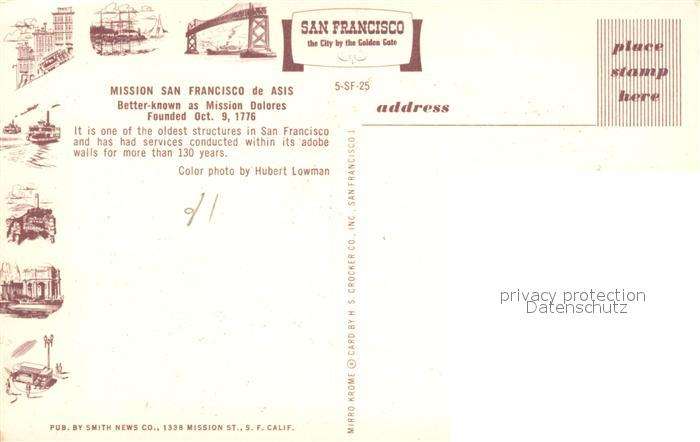 SAN FRANCISCO
the City by the Golden Gate
5-SF-25
place
stamp
here
address
MISSION SAN FRANCISCO de ASIS
Better-known as Mission Dolores
Founded Oct. 9, 1776
It is one of the oldest structures in San Francisco
and has had services conducted within its adobe
walls for more than 130 years.
Color photo by Hubert Lowman
MIRRO KROME ® CARD BY H. S. CROCKER CO., INC. SAN FRANCISCO 1
privacy protection
Datenschutz
PUB. BY SMITH NEWS CO., 1338 MISSION ST., S. F. CALIF.